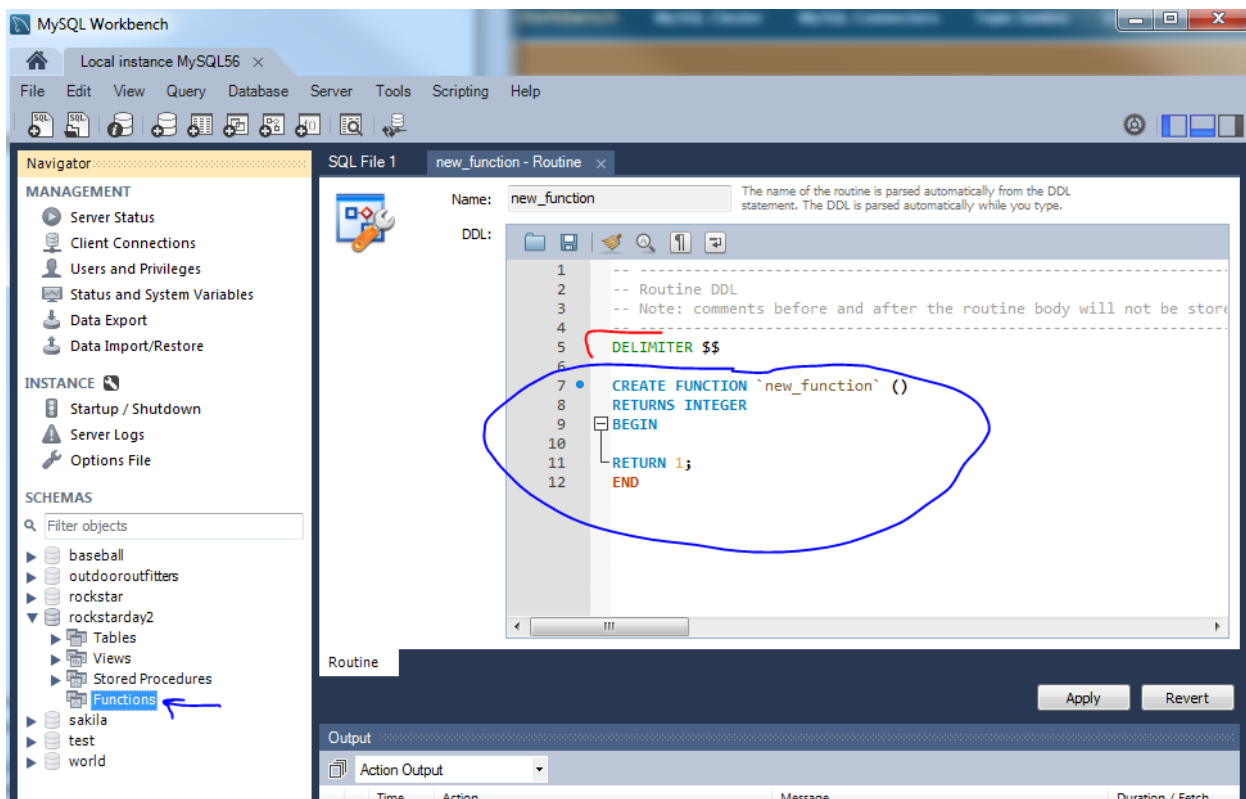 MySQL Workbench
Local instance MySQL56 ×
File Edit View Query Database Server Tools Scripting Help
Navigator
MANAGEMENT
Server Status
Client Connections
Users and Privileges
Status and System Variables
Data Export
Data Import/Restore
INSTANCE
Startup / Shutdown
Server Logs
Options File
SCHEMAS
Filter objects
baseball
outdooroutfitters
rockstar
rockstarday2
Tables
Views
Stored Procedures
Functions
sakila
test
world
SQL File 1 new_function - Routine ×
Name: new_function
The name of the routine is parsed automatically from the DDL
statement. The DDL is parsed automatically while you type.
DDL:
1 -- ----------------------------------------------------------------
2 -- Routine DDL
3 -- Note: comments before and after the routine body will not be store
4 -- ----------------------------------------------------------------
5 DELIMITER $$
6
7 CREATE FUNCTION `new_function` ()
8 RETURNS INTEGER
9 BEGIN
10
11 RETURN 1;
12 END
Routine
Apply Revert
Output
Action Output
Time Action Message Duration / Fetch